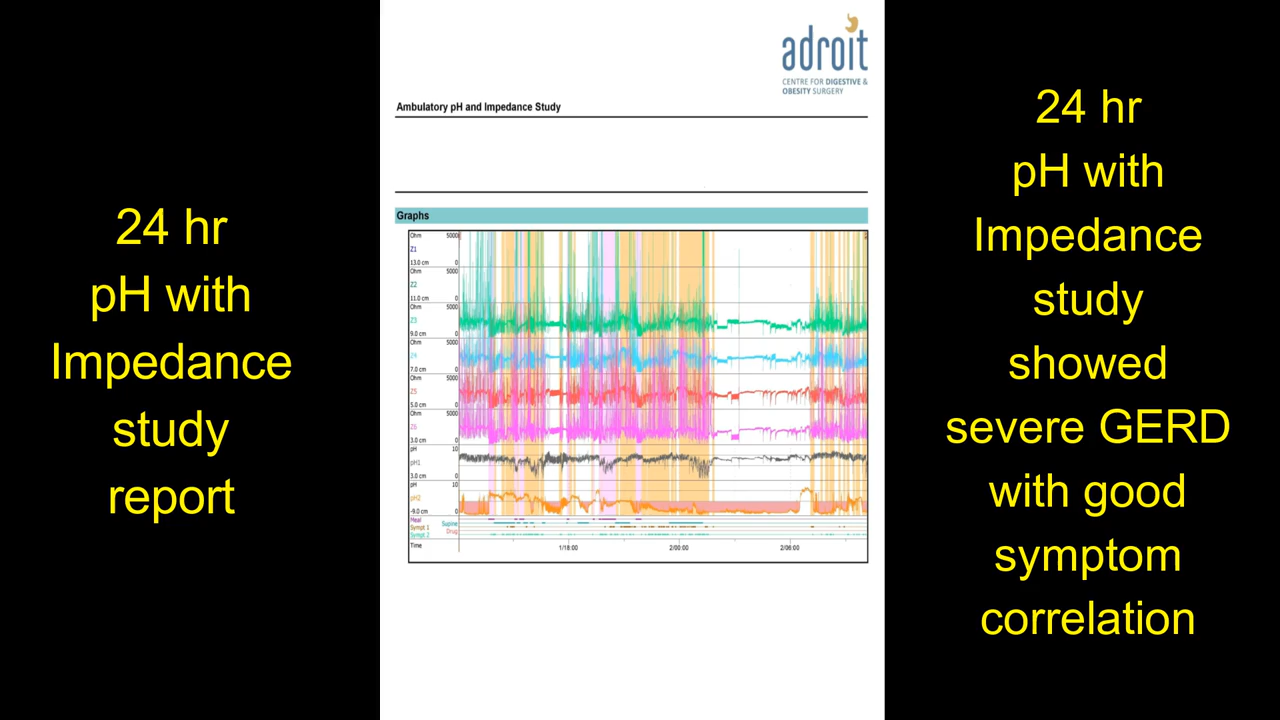 24 hr
pH with
Impedance
study
report
adroit
CENTRE FOR DIGESTIVE &
OBESITY SURGERY
Ambulatory pH and Impedance Study
Graphs
Ohm 5000
Z1
13.0 cm 0
Ohm 5000
Z2
11.0 cm 0
Ohm 5000
Z3
9.0 cm 0
Ohm 5000
Z4
7.0 cm 0
Ohm 5000
Z5
5.0 cm 0
Ohm 5000
Z6
3.0 cm 0
pH 10
pH1
3.0 cm 0
pH 10
pH2
-9.0 cm 0
Meal Supine
Sympt 1 Drug
Sympt 2
Time 1/18:00 2/00:00 2/06:00
24 hr
pH with
Impedance
study
showed
severe GERD
with good
symptom
correlation